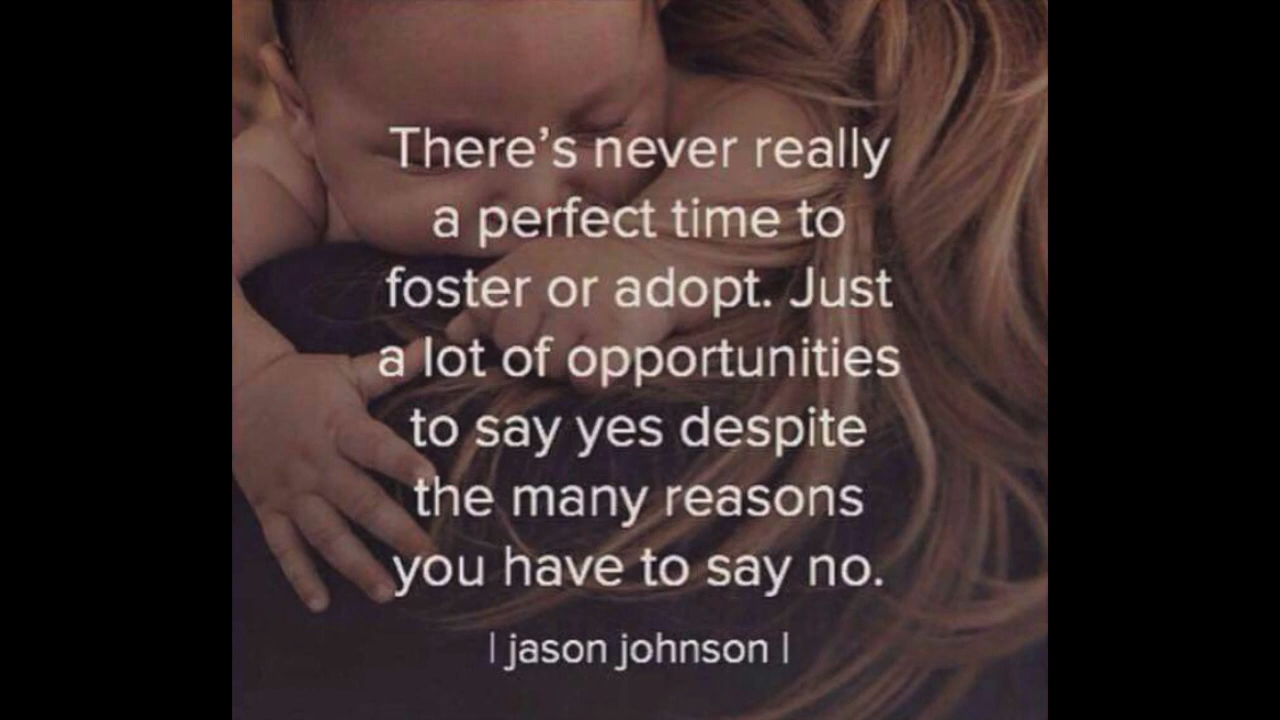 There's never really
a perfect time to
foster or adopt. Just
a lot of opportunities
to say yes despite
the many reasons
you have to say no.
| jason johnson |